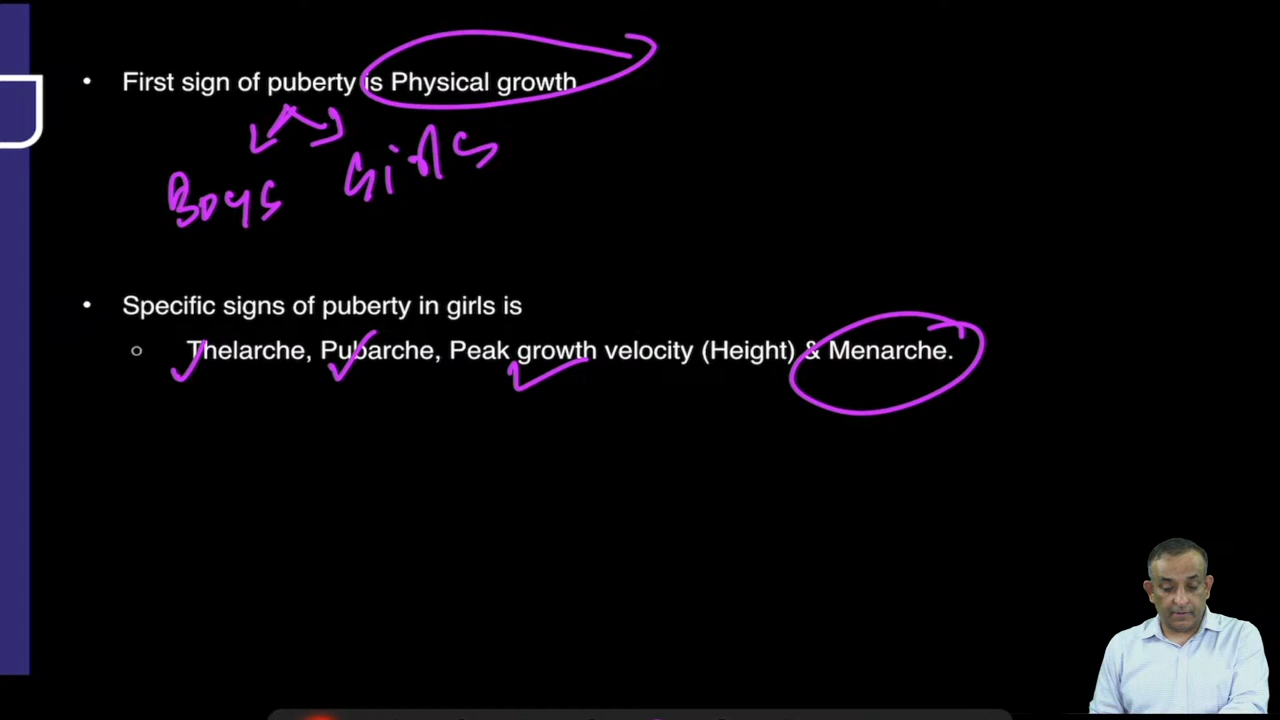 • First sign of puberty is Physical growth
Boys Girls
• Specific signs of puberty in girls is
○ Thelarche, Pubarche, Peak growth velocity (Height) & Menarche.